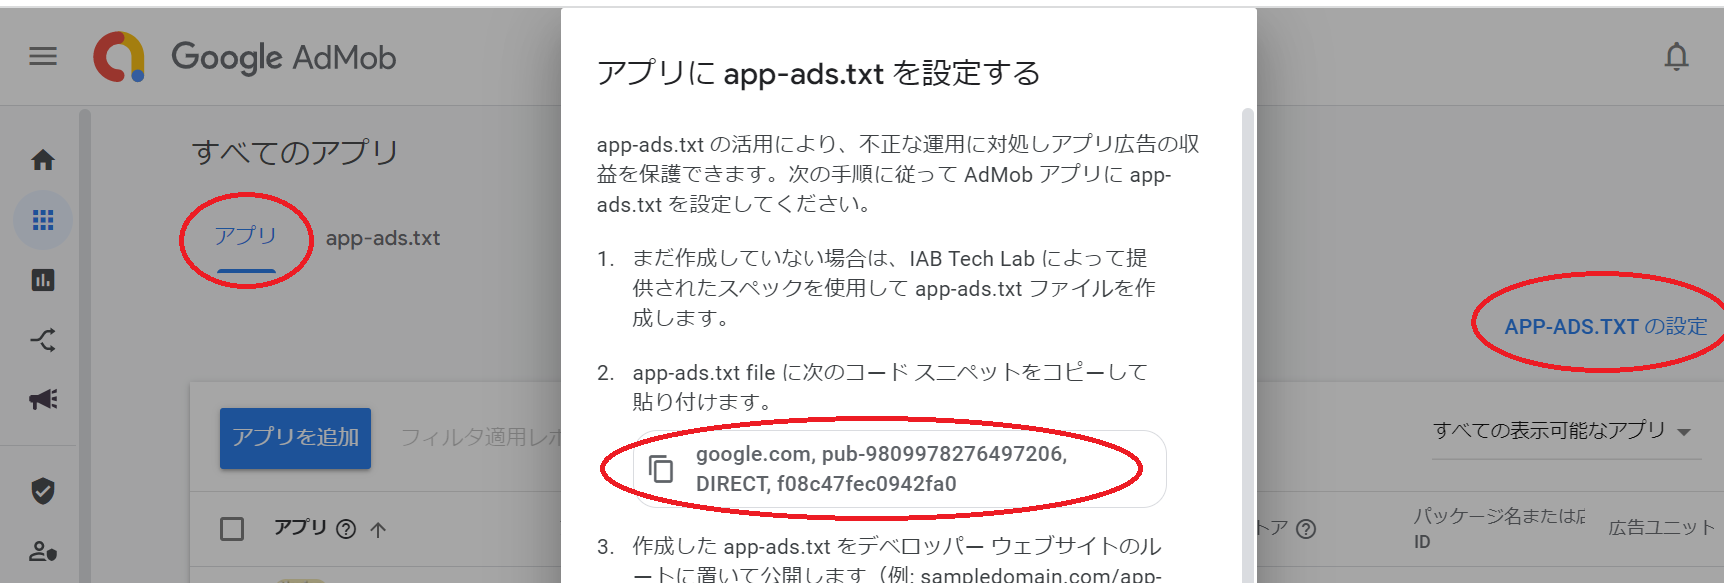 Google AdMob
アプリに app-ads.txt を設定する
すべてのアプリ
app-ads.txt の活用により、不正な運用に対処しアプリ広告の収
益を保護できます。次の手順に従って AdMob アプリに app-
ads.txt を設定してください。
アプリ
app-ads.txt
1. まだ作成していない場合は、IAB Tech Lab によって提
供されたスペックを使用して app-ads.txt ファイルを作
成します。
APP-ADS.TXT の設定
2. app-ads.txt file に次のコード スニペットをコピーして
貼り付けます。
アプリを追加
フィルタ適用レポ
すべての表示可能なアプリ
google.com, pub-9809978276497206,
DIRECT, f08c47fec0942fa0
アプリ
トア
パッケージ名または店
ID
広告ユニット
3. 作成した app-ads.txt をデベロッパー ウェブサイトのル
ートに置いて公開します（例: sampledomain.com/app-